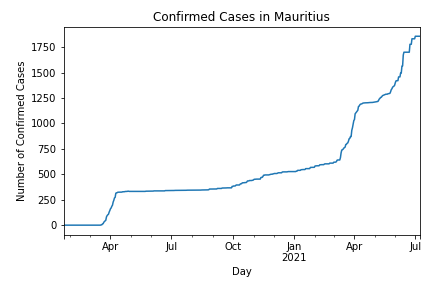 Confirmed Cases in Mauritius
Number of Confirmed Cases
1750
1500
1250
1000
750
500
250
0
Apr Jul Oct Jan Apr Jul
2021
Day